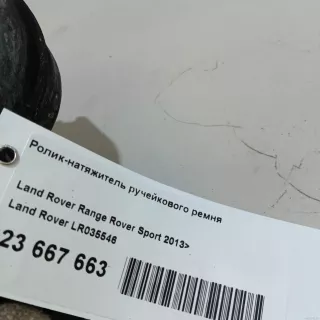 Ролик-натяжитель ручейкового ремня
Land Rover Range Rover Sport 2013>
Land Rover LR035546
23 667 663